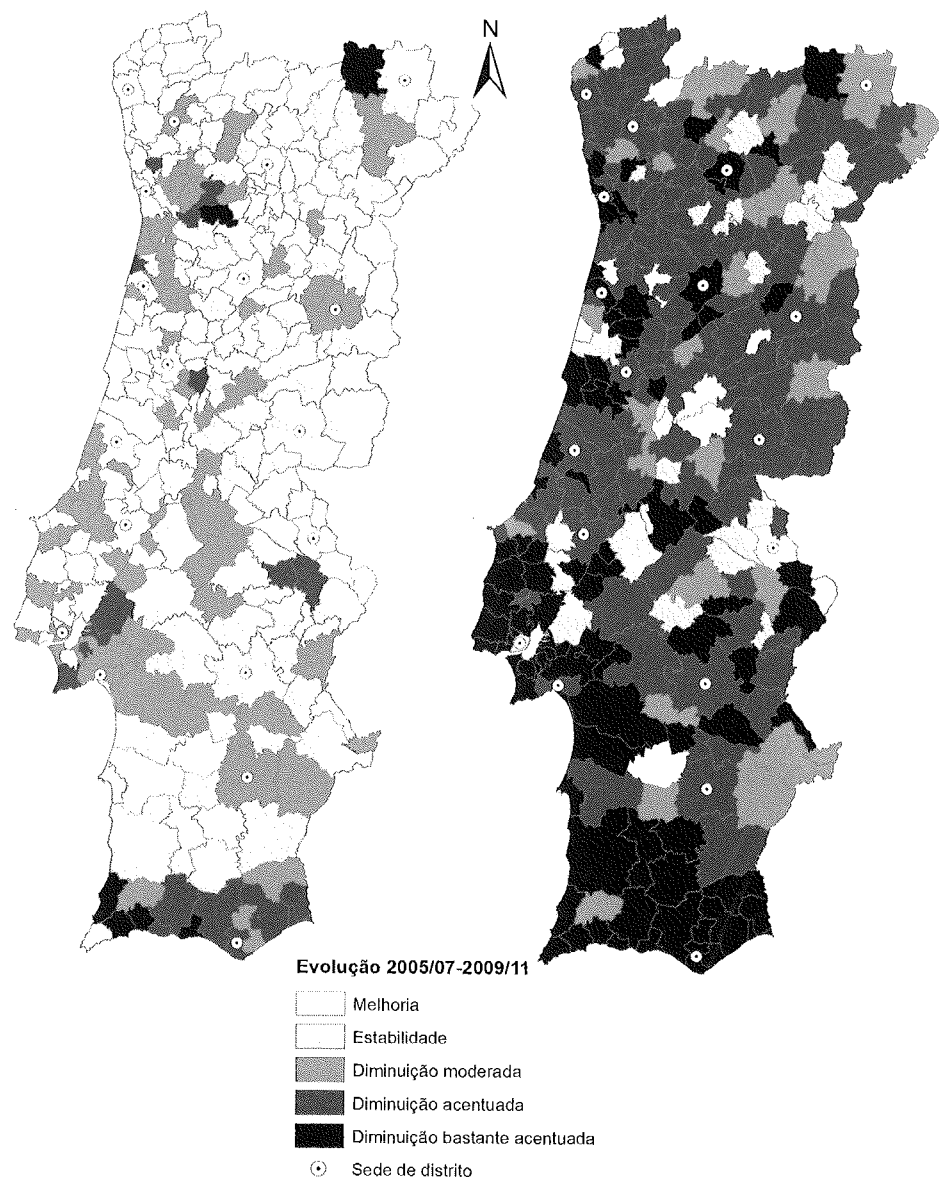 N
Evolução 2005/07-2009/11
Melhoria
Estabilidade
Diminuição moderada
Diminuição acentuada
Diminuição bastante acentuada
Sede de distrito